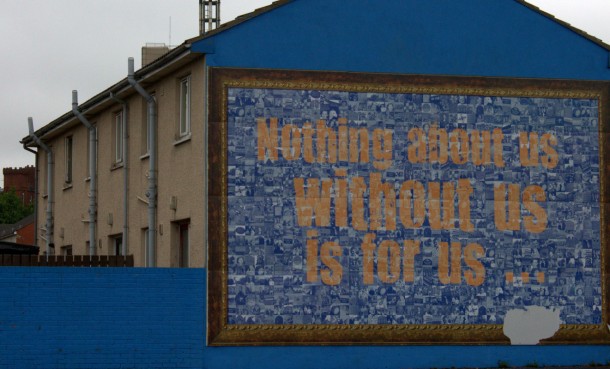 Nothing about us
without us
is for us ...